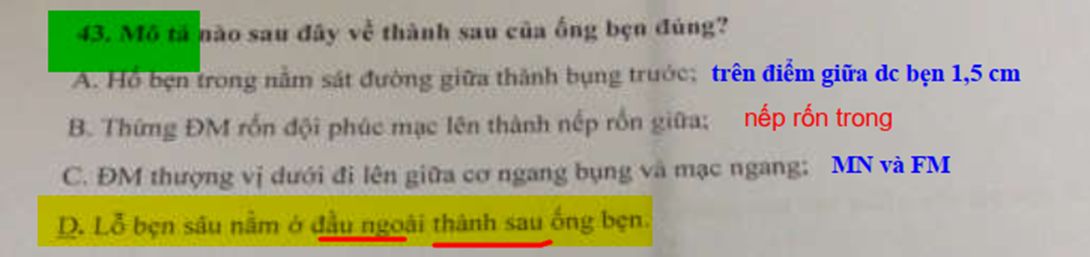 43. Mô tả nào sau đây về thành sau của ống bẹn đúng?
A. Hố bẹn trong nằm sát đường giữa thành bụng trước; trên điểm giữa dc bẹn 1,5 cm
B. Thừng ĐM rốn đội phúc mạc lên thành nếp rốn giữa; nếp rốn trong
C. ĐM thượng vị dưới đi lên giữa cơ ngang bụng và mạc ngang; MN và FM
D. Lỗ bẹn sâu nằm ở đầu ngoài thành sau ống bẹn.